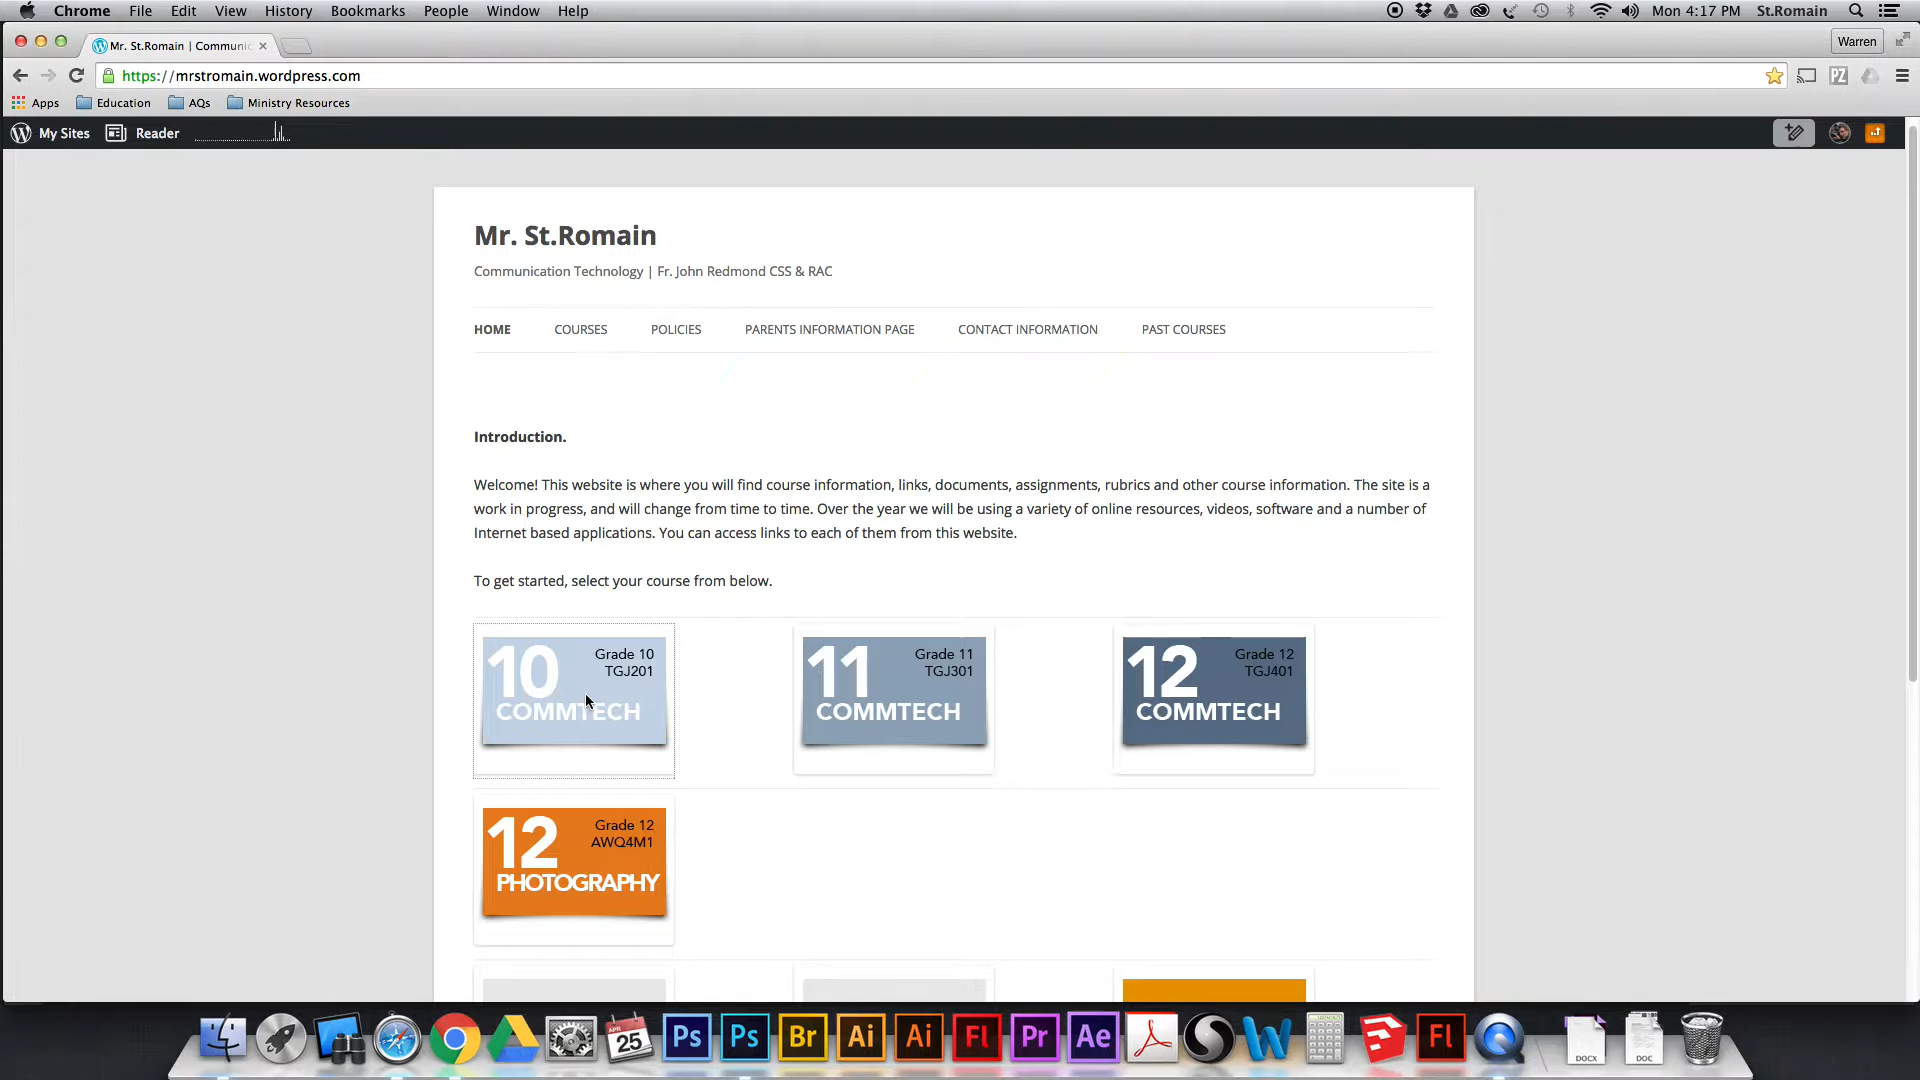 Chrome File Edit View History Bookmarks People Window Help
Mon 4:17 PM St.Romain
Mr. St.Romain | Communic
Warren
https://mrstromain.wordpress.com
PZ
Apps Education AQs Ministry Resources
My Sites Reader
Mr. St.Romain
Communication Technology | Fr. John Redmond CSS & RAC
HOME COURSES POLICIES PARENTS INFORMATION PAGE CONTACT INFORMATION PAST COURSES
Introduction.
Welcome! This website is where you will find course information, links, documents, assignments, rubrics and other course information. The site is a
work in progress, and will change from time to time. Over the year we will be using a variety of online resources, videos, software and a number of
Internet based applications. You can access links to each of them from this website.
To get started, select your course from below.
10 Grade 10
TGJ201
COMMTECH
11 Grade 11
TGJ301
COMMTECH
12 Grade 12
TGJ401
COMMTECH
12 Grade 12
AWQ4M1
PHOTOGRAPHY
APR
25
Ps Ps Br Ai Ai Fl Pr Ae W Fl
DOCX DOC